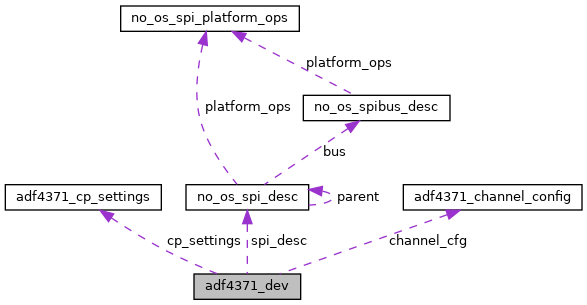 no_os_spi_platform_ops
platform_ops
platform_ops
no_os_spibus_desc
bus
adf4371_cp_settings
no_os_spi_desc
parent
adf4371_channel_config
cp_settings
spi_desc
channel_cfg
adf4371_dev